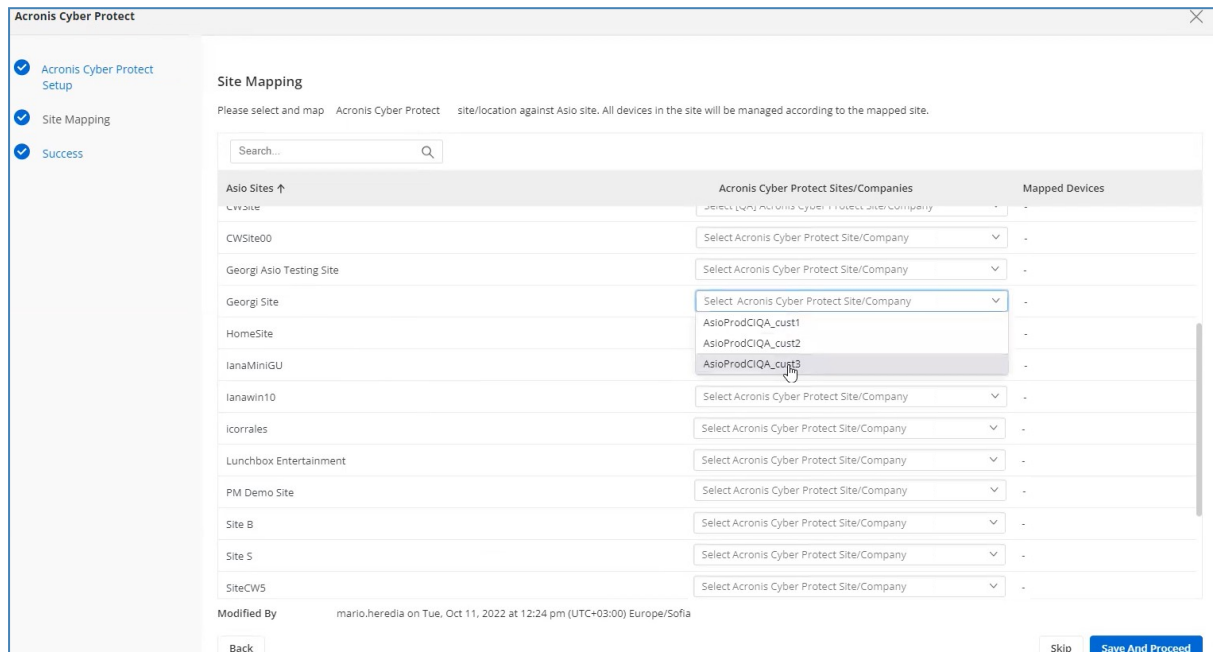 Acronis Cyber Protect
Acronis Cyber Protect
Setup
Site Mapping
Success
Site Mapping
Please select and map Acronis Cyber Protect site/location against Asio site. All devices in the site will be managed according to the mapped site.
Search...
Asio Sites ↑ Acronis Cyber Protect Sites/Companies Mapped Devices
CWSite Select [QA] Acronis Cyber Protect Site/Company -
CWSite00 Select Acronis Cyber Protect Site/Company -
Georgi Asio Testing Site Select Acronis Cyber Protect Site/Company -
Georgi Site Select Acronis Cyber Protect Site/Company -
AsioProdCIQA_cust1
HomeSite -
AsioProdCIQA_cust2
IanaMiniGU AsioProdCIQA_cust3 -
Ianawin10 Select Acronis Cyber Protect Site/Company -
icorrales Select Acronis Cyber Protect Site/Company -
Lunchbox Entertainment Select Acronis Cyber Protect Site/Company -
PM Demo Site Select Acronis Cyber Protect Site/Company -
Site B Select Acronis Cyber Protect Site/Company -
Site S Select Acronis Cyber Protect Site/Company -
SiteCW5 Select Acronis Cyber Protect Site/Company -
Modified By mario.heredia on Tue, Oct 11, 2022 at 12:24 pm (UTC+03:00) Europe/Sofia
Back Skip Save And Proceed